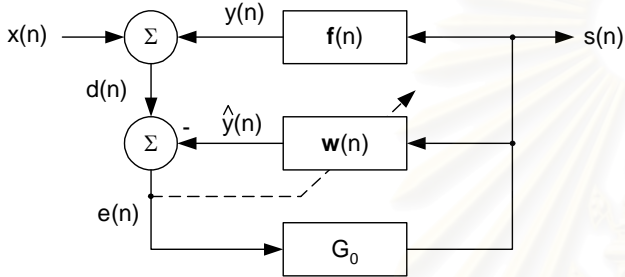 x(n) Σ y(n) f(n) s(n)
d(n)
Σ - ŷ(n) w(n)
e(n)
G₀